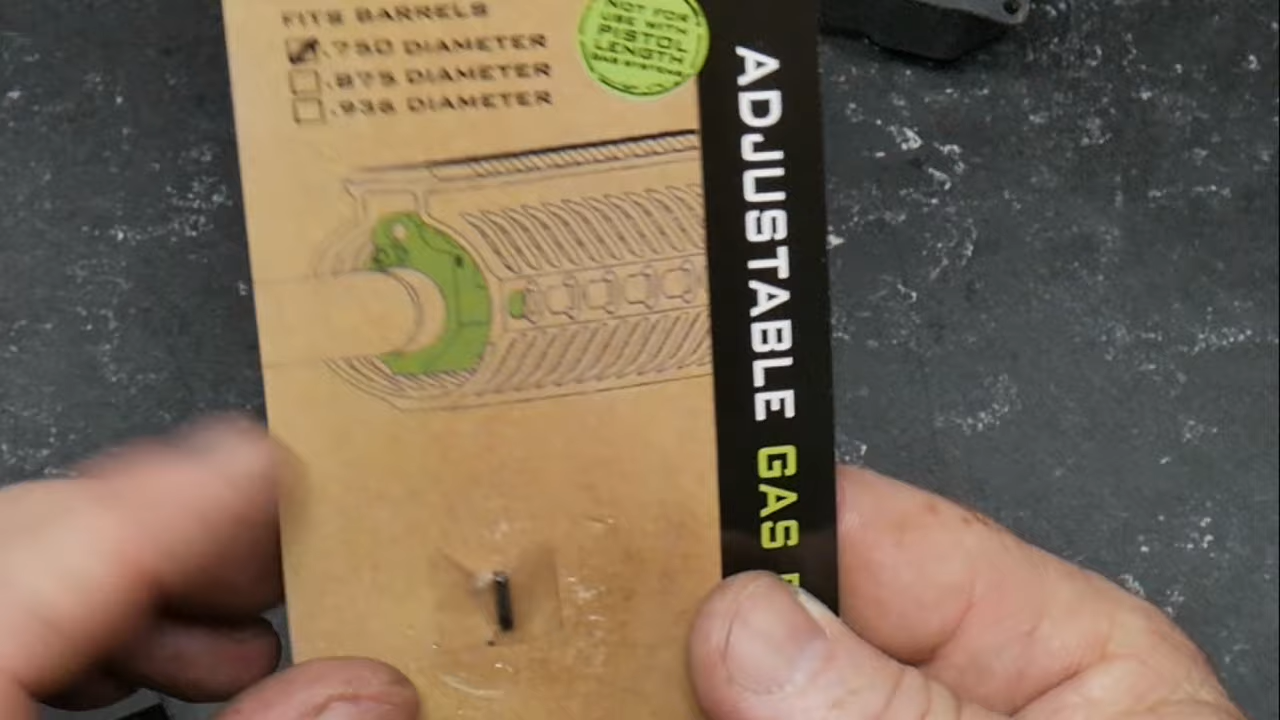 FITS BARRELS
.750 DIAMETER
.875 DIAMETER
.936 DIAMETER
NOT FOR
USE WITH
PISTOL
LENGTH
GAS SYSTEMS
ADJUSTABLE GAS